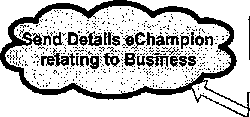 Send Details eChampion
relating to Business